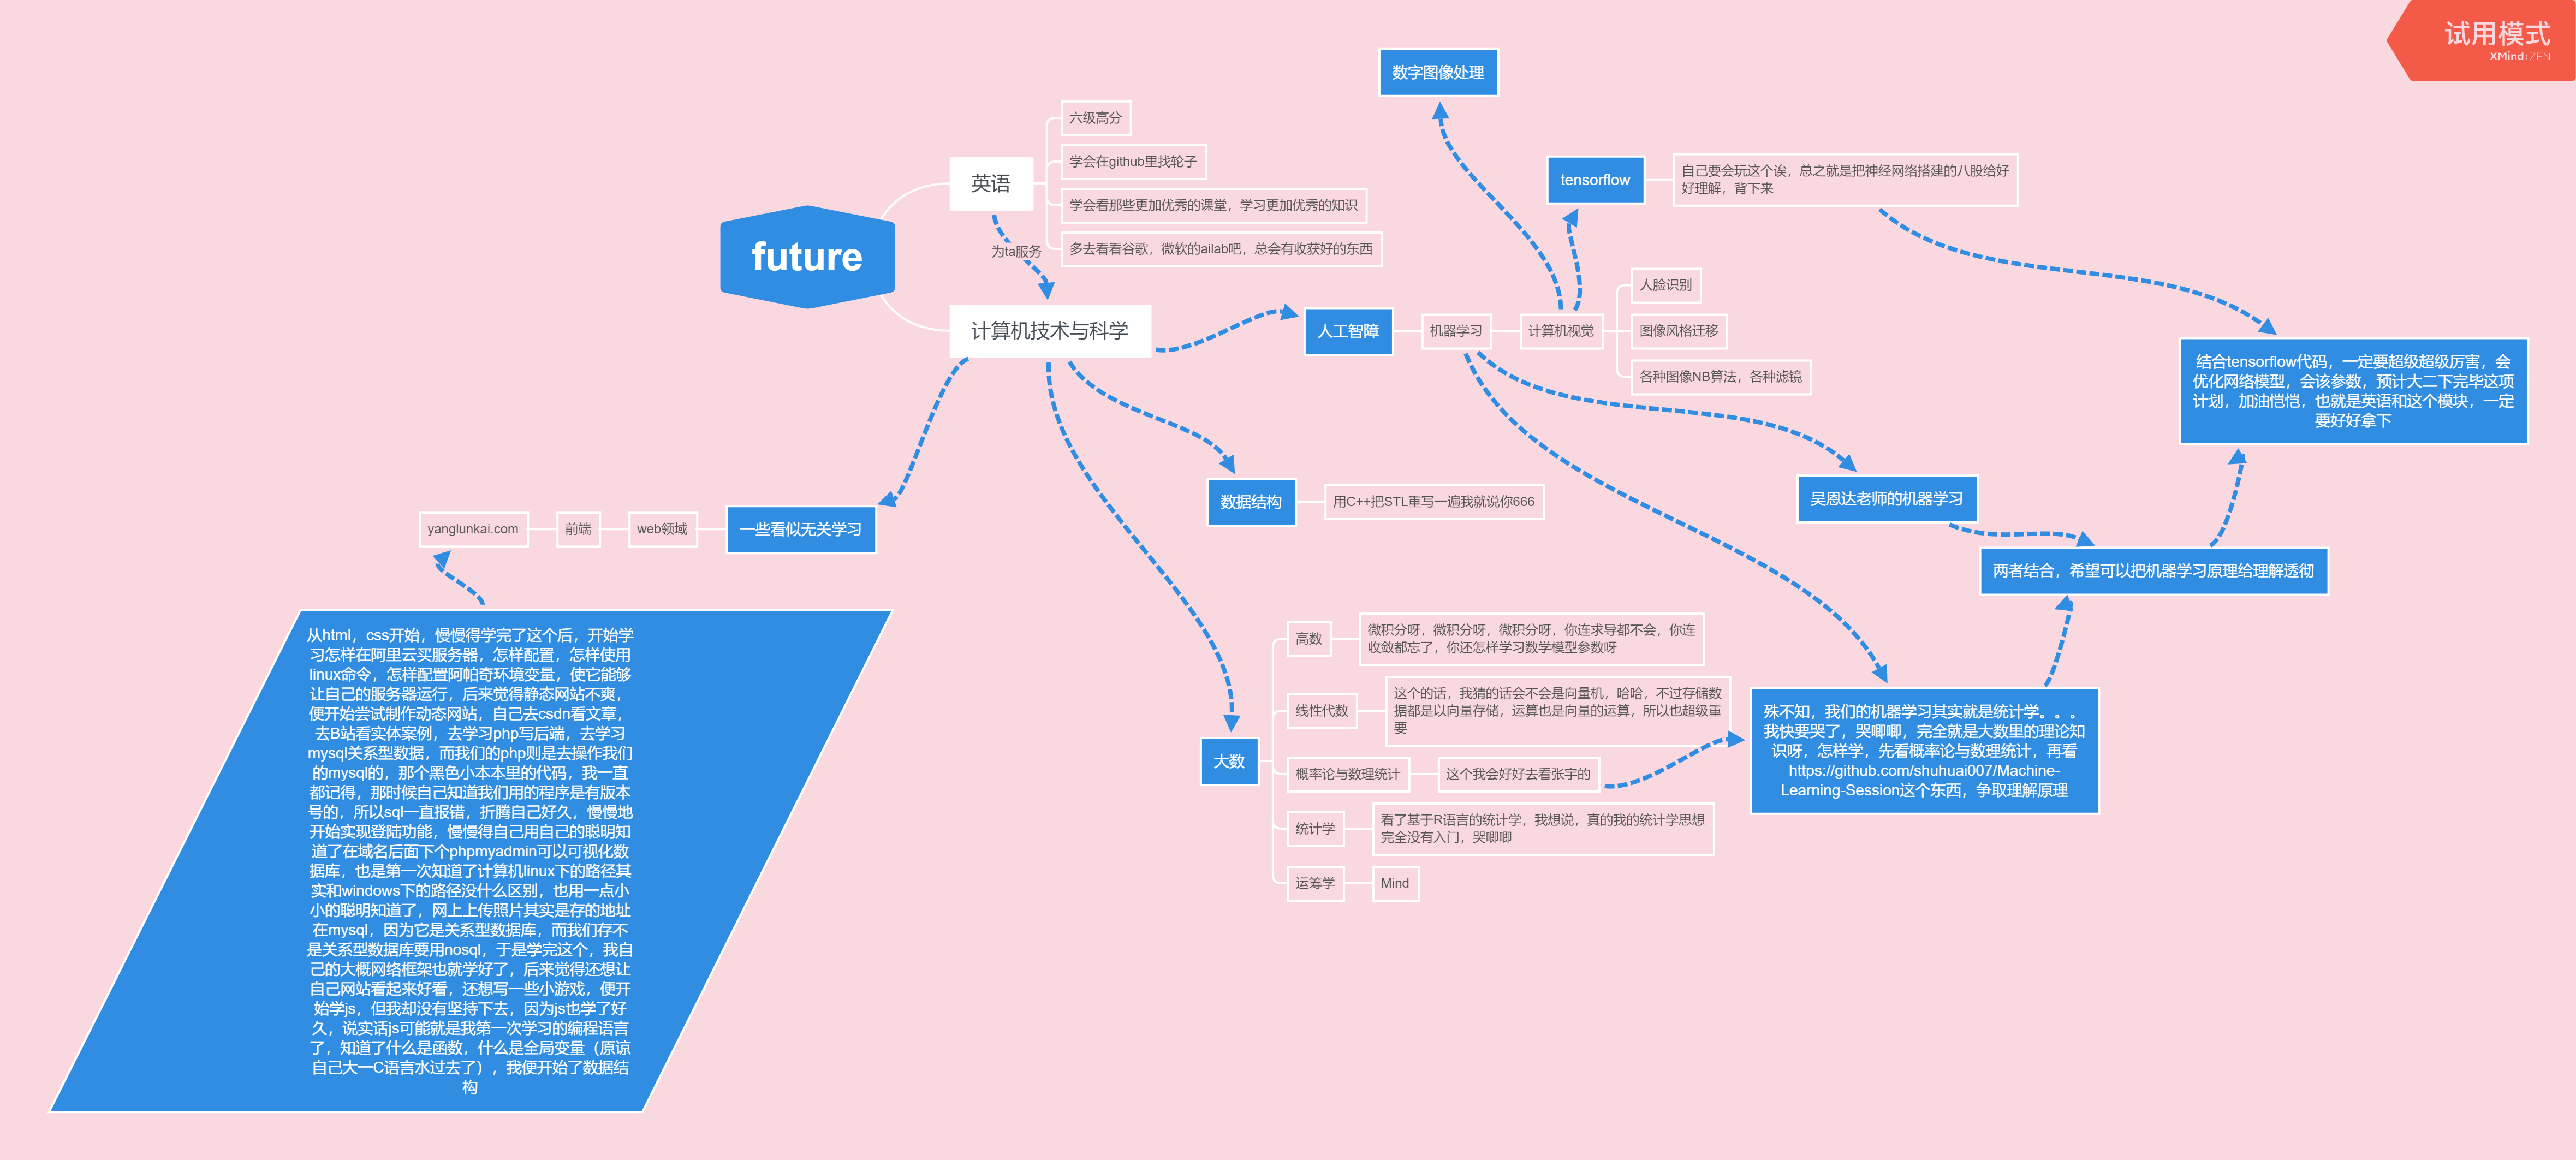 试用模式
XMind:ZEN
future
英语
六级高分
学会在github里找轮子
学会看那些更加优秀的课堂，学习更加优秀的知识
多去看看谷歌，微软的ailab吧，总会有收获好的东西
为ta服务
计算机技术与科学
人工智障
机器学习
计算机视觉
人脸识别
图像风格迁移
各种图像NB算法，各种滤镜
数字图像处理
tensorflow
自己要会玩这个诶，总之就是把神经网络搭建的八股给好
好理解，背下来
结合tensorflow代码，一定要超级超级厉害，会
优化网络模型，会该参数，预计大二下完毕这项
计划，加油恺恺，也就是英语和这个模块，一定
要好好拿下
吴恩达老师的机器学习
两者结合，希望可以把机器学习原理给理解透彻
殊不知，我们的机器学习其实就是统计学。。。
我快要哭了，哭唧唧，完全就是大数里的理论知
识呀，怎样学，先看概率论与数理统计，再看
https://github.com/shuhuai007/Machine-
Learning-Session这个东西，争取理解原理
数据结构
用C++把STL重写一遍我就说你666
大数
高数
微积分呀，微积分呀，微积分呀，你连求导都不会，你连
收敛都忘了，你还怎样学习数学模型参数呀
线性代数
这个的话，我猜的话会不会是向量机，哈哈，不过存储数
据都是以向量存储，运算也是向量的运算，所以也超级重
要
概率论与数理统计
这个我会好好去看张宇的
统计学
看了基于R语言的统计学，我想说，真的我的统计学思想
完全没有入门，哭唧唧
运筹学
Mind
一些看似无关学习
web领域
前端
yanglunkai.com
从html，css开始，慢慢得学完了这个后，开始学
习怎样在阿里云买服务器，怎样配置，怎样使用
linux命令，怎样配置阿帕奇环境变量，使它能够
让自己的服务器运行，后来觉得静态网站不爽，
便开始尝试制作动态网站，自己去csdn看文章，
去B站看实体案例，去学习php写后端，去学习
mysql关系型数据，而我们的php则是去操作我们
的mysql的，那个黑色小本本里的代码，我一直
都记得，那时候自己知道我们用的程序是有版本
号的，所以sql一直报错，折腾自己好久，慢慢地
开始实现登陆功能，慢慢得自己用自己的聪明知
道了在域名后面下个phpmyadmin可以可视化数
据库，也是第一次知道了计算机linux下的路径其
实和windows下的路径没什么区别，也用一点小
小的聪明知道了，网上上传照片其实是存的地址
在mysql，因为它是关系型数据库，而我们存不
是关系型数据库要用nosql，于是学完这个，我自
己的大概网络框架也就学好了，后来觉得还想让
自己网站看起来好看，还想写一些小游戏，便开
始学js，但我却没有坚持下去，因为js也学了好
久，说实话js可能就是我第一次学习的编程语言
了，知道了什么是函数，什么是全局变量（原谅
自己大一C语言水过去了），我便开始了数据结
构